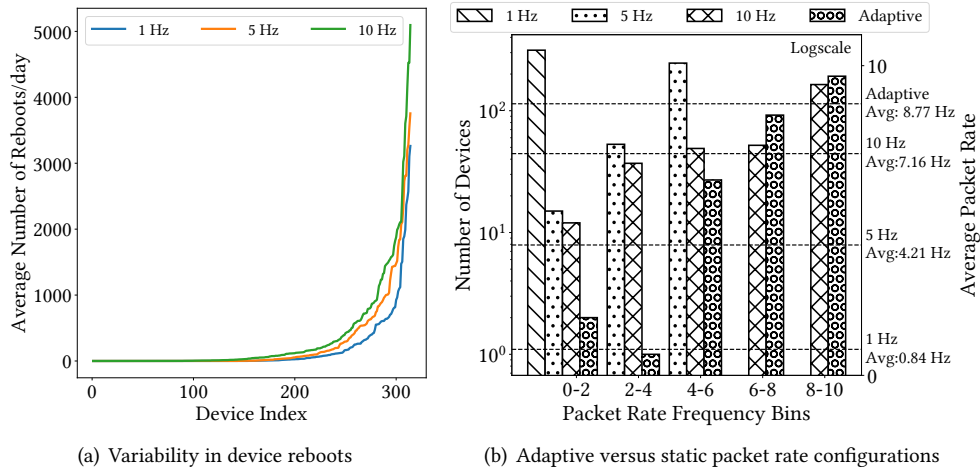 1 Hz 5 Hz 10 Hz
5000
4000
3000
2000
1000
0
Average Number of Reboots/day
0 100 200 300
Device Index
(a) Variability in device reboots
1 Hz 5 Hz 10 Hz Adaptive
Logscale
10²
10¹
10⁰
Number of Devices
10
Adaptive
Avg: 8.77 Hz
10 Hz
Avg:7.16 Hz
5 Hz
Avg:4.21 Hz
1 Hz
Avg:0.84 Hz
0
Average Packet Rate
0-2 2-4 4-6 6-8 8-10
Packet Rate Frequency Bins
(b) Adaptive versus static packet rate configurations